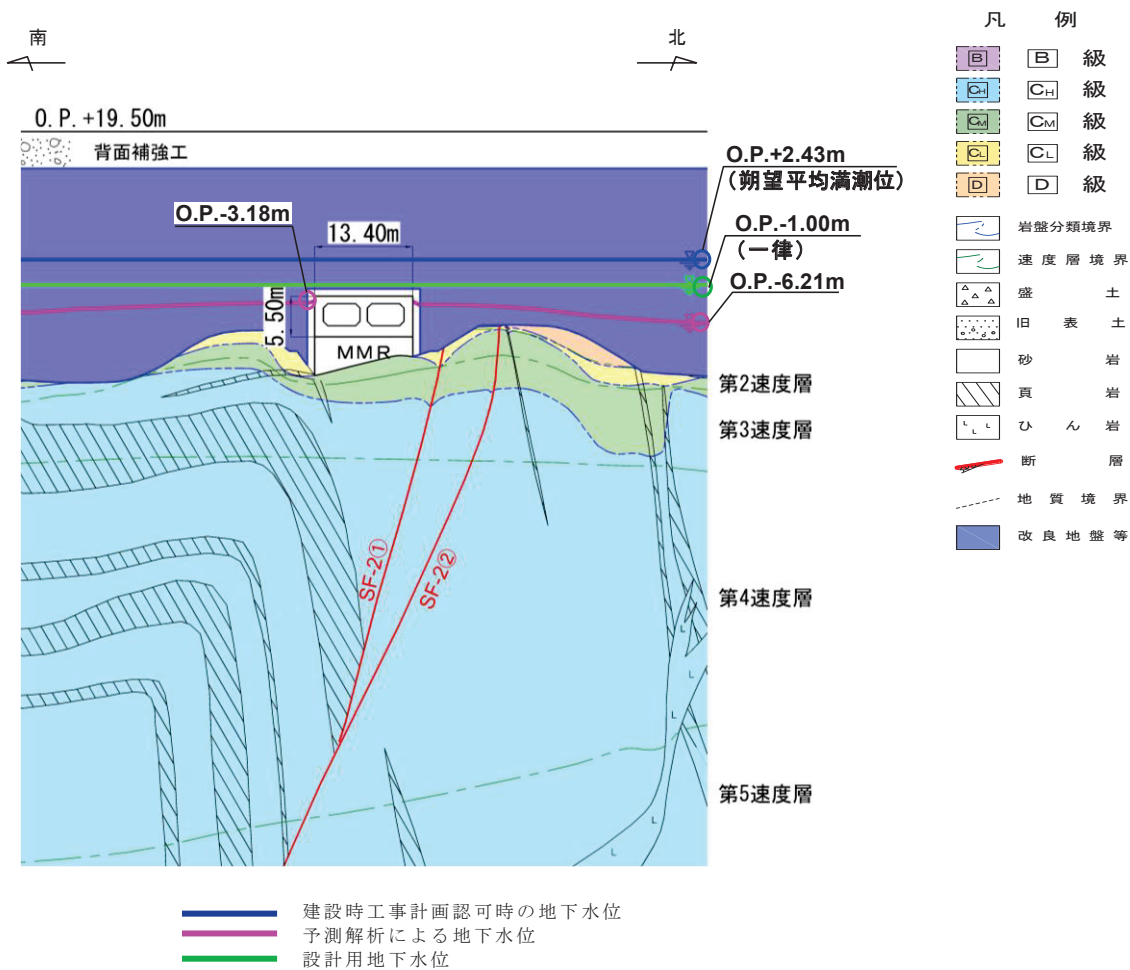 南
北
O.P.+19.50m
背面補強工
O.P.+2.43m
(朔望平均満潮位)
O.P.-3.18m
13.40m
O.P.-1.00m
(一律)
O.P.-6.21m
5.50m
MMR
第2速度層
第3速度層
SF-2①
SF-2②
第4速度層
第5速度層
L
L
L
L
凡 例
B B 級
CH CH 級
CM CM 級
CL CL 級
D D 級
岩盤分類境界
速度層境界
盛土
旧表土
砂岩
頁岩
L L L ひん岩
断層
地質境界
改良地盤等
建設時工事計画認可時の地下水位
予測解析による地下水位
設計用地下水位